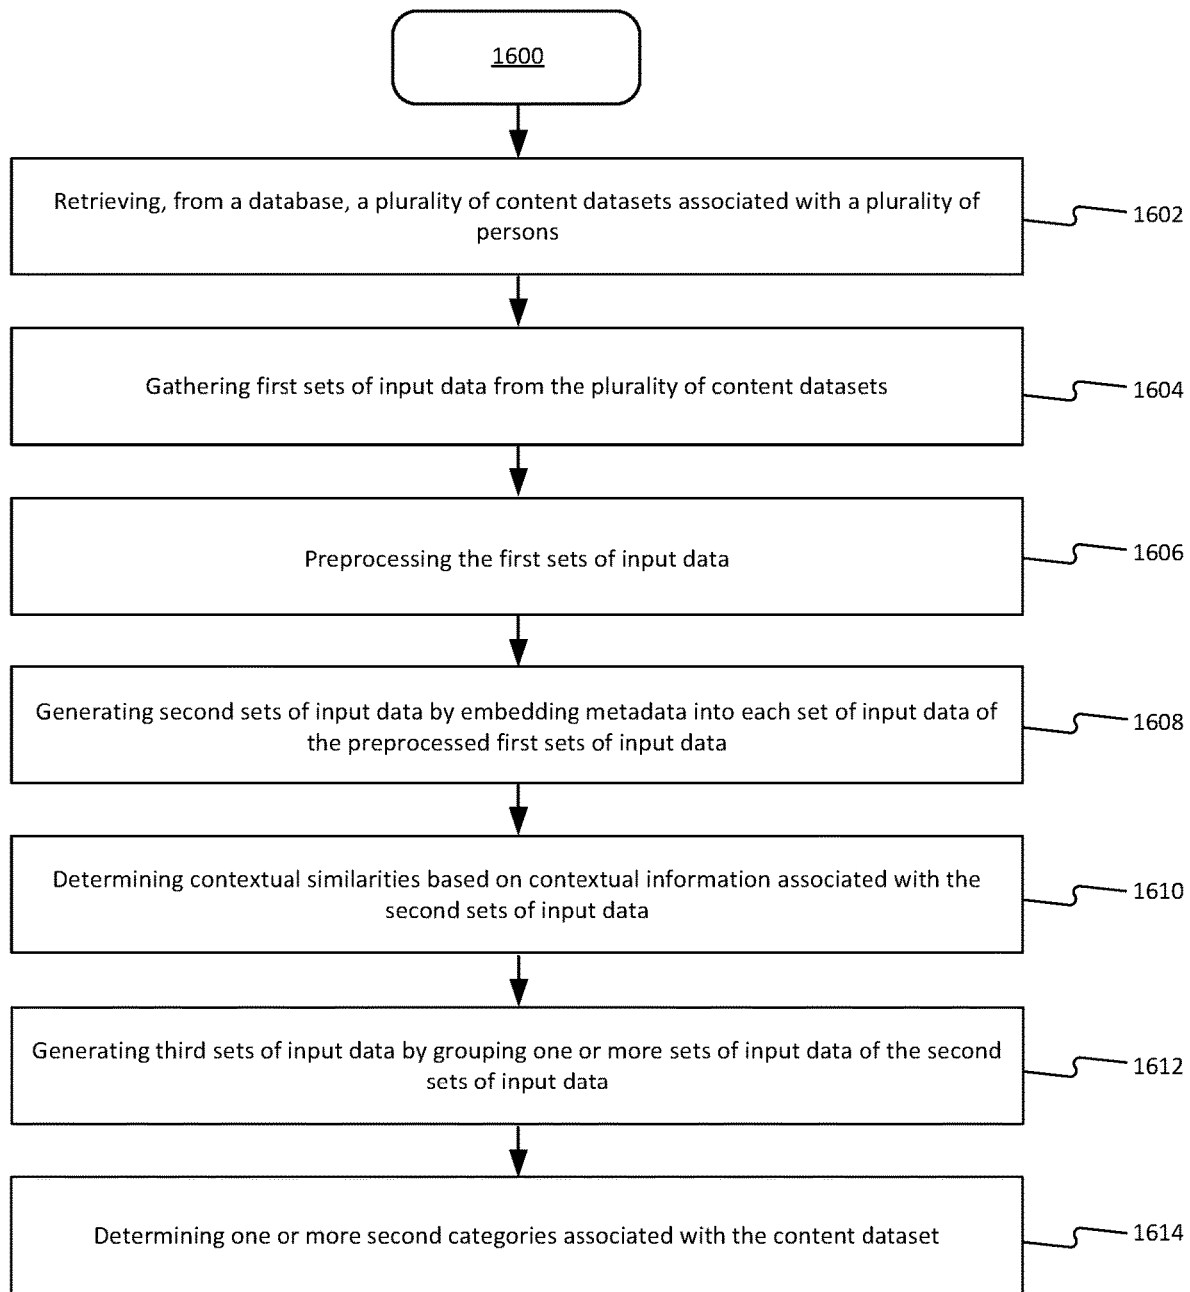 1600
Retrieving, from a database, a plurality of content datasets associated with a plurality of
persons
1602
Gathering first sets of input data from the plurality of content datasets
1604
Preprocessing the first sets of input data
1606
Generating second sets of input data by embedding metadata into each set of input data of
the preprocessed first sets of input data
1608
Determining contextual similarities based on contextual information associated with the
second sets of input data
1610
Generating third sets of input data by grouping one or more sets of input data of the second
sets of input data
1612
Determining one or more second categories associated with the content dataset
1614